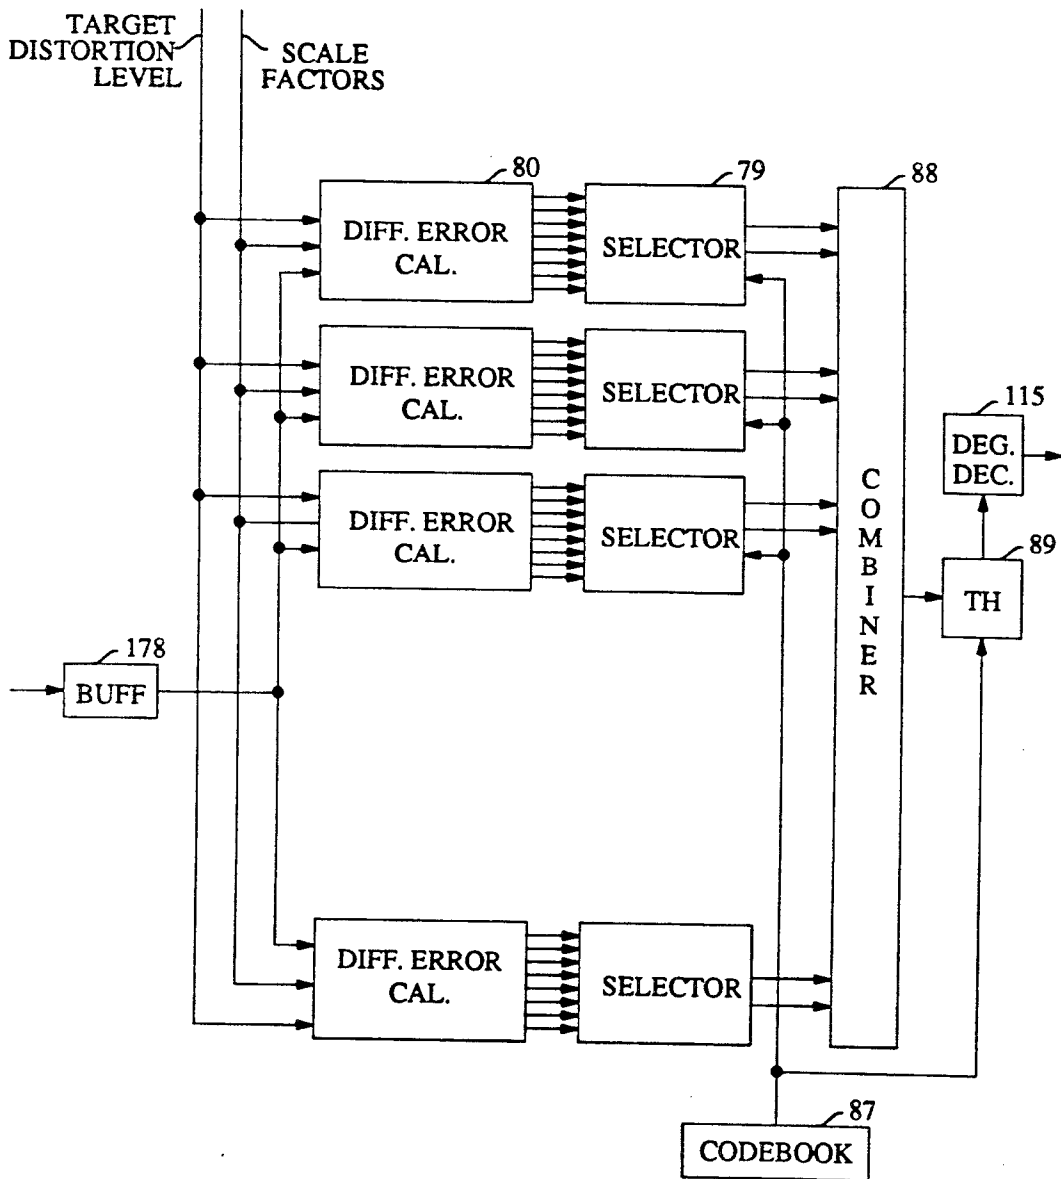 TARGET
DISTORTION
LEVEL
SCALE
FACTORS
80
79
88
DIFF. ERROR
CAL.
SELECTOR
DIFF. ERROR
CAL.
SELECTOR
115
DEG.
DEC.
DIFF. ERROR
CAL.
SELECTOR
COMBINER
89
TH
178
BUFF
DIFF. ERROR
CAL.
SELECTOR
87
CODEBOOK